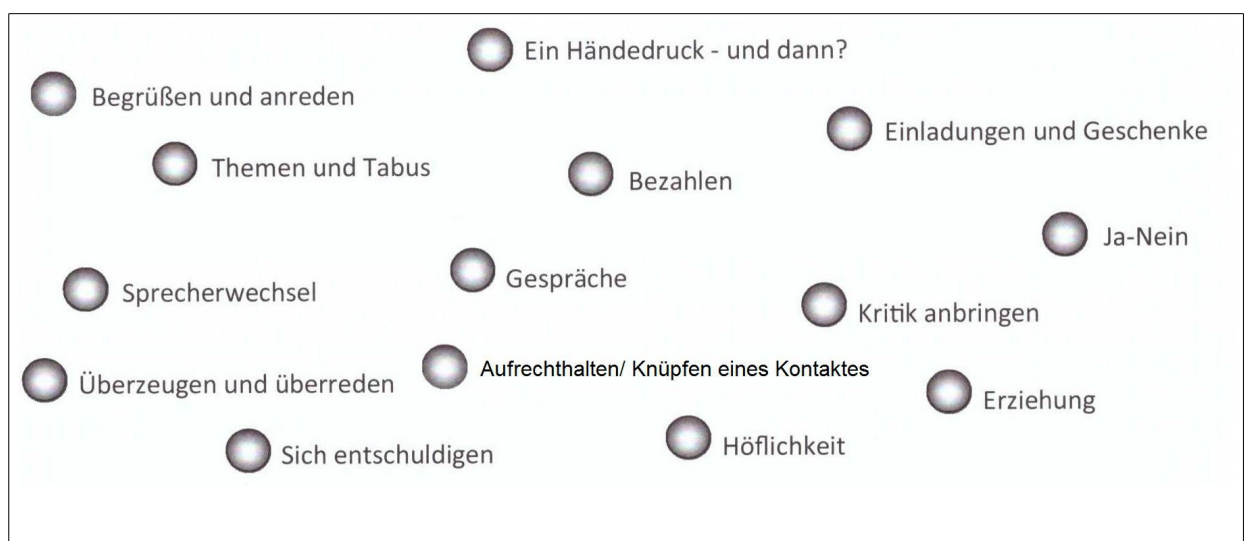 Ein Händedruck - und dann?
Begrüßen und anreden
Einladungen und Geschenke
Themen und Tabus
Bezahlen
Ja-Nein
Gespräche
Sprecherwechsel
Kritik anbringen
Aufrechthalten/ Knüpfen eines Kontaktes
Überzeugen und überreden
Erziehung
Höflichkeit
Sich entschuldigen